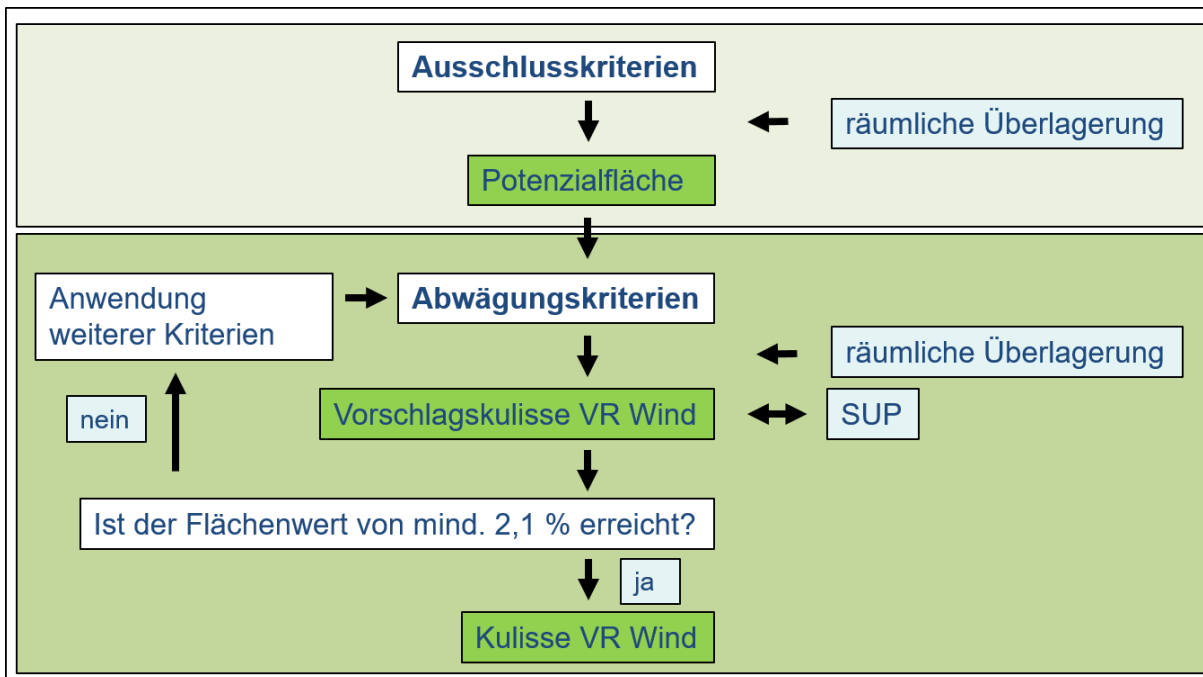 Ausschlusskriterien
räumliche Überlagerung
Potenzialfläche
Anwendung
weiterer Kriterien
Abwägungskriterien
räumliche Überlagerung
nein
Vorschlagskulisse VR Wind
SUP
Ist der Flächenwert von mind. 2,1 % erreicht?
ja
Kulisse VR Wind